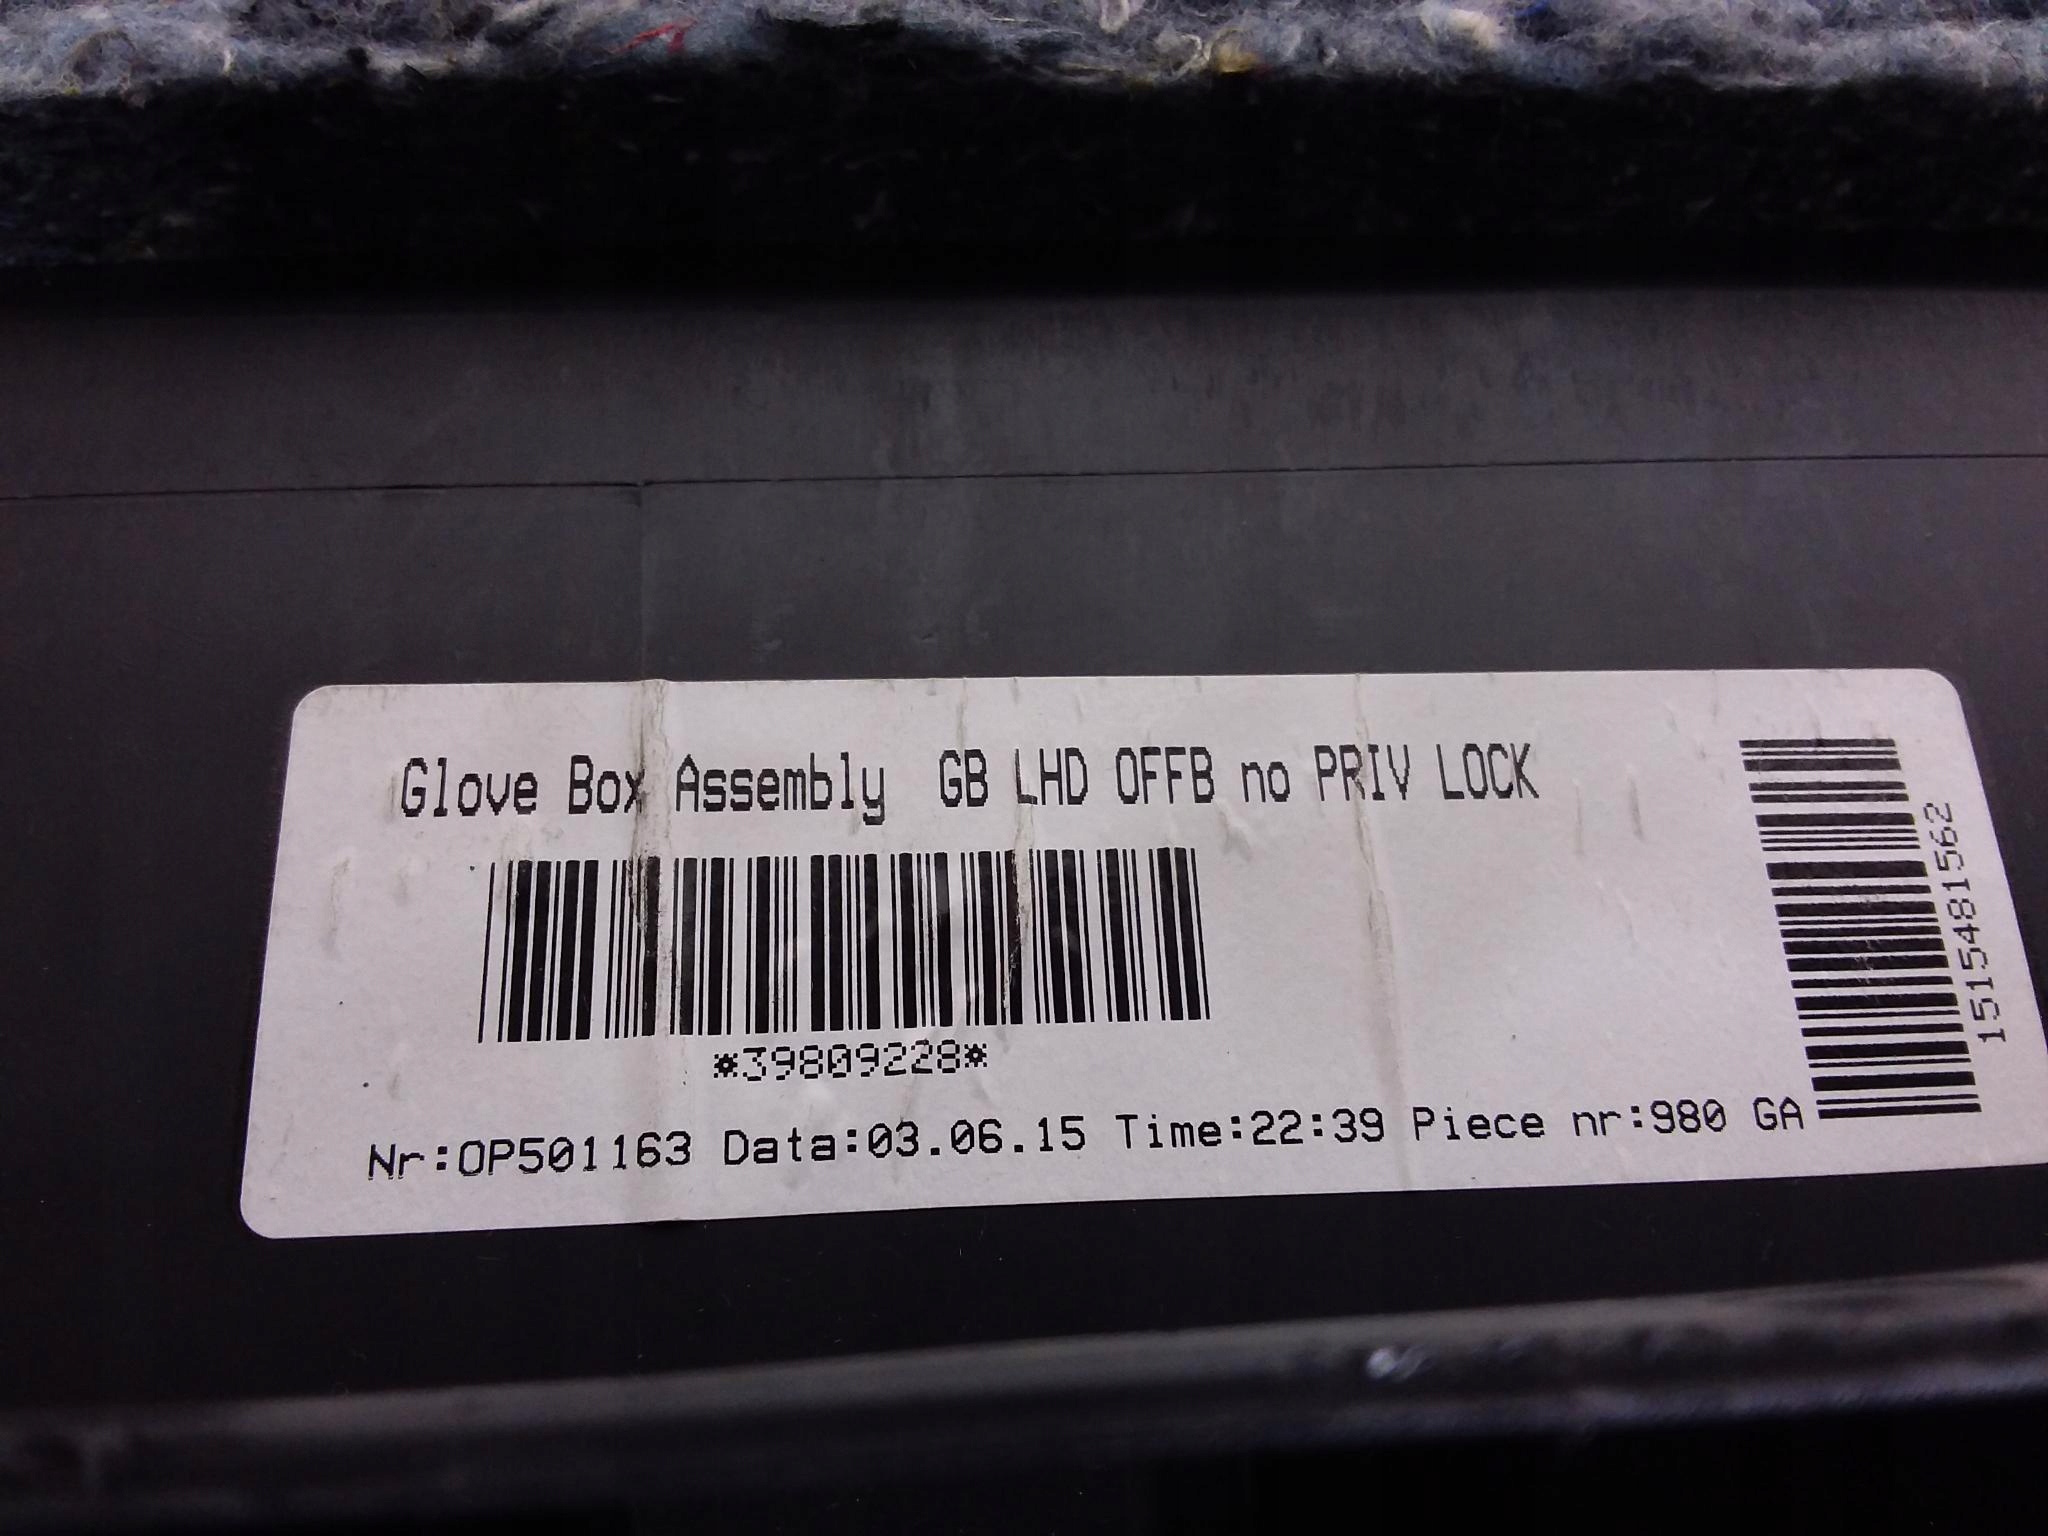 Glove Box Assembly GB LHD OFFB no PRIV LOCK
*39809228*
Nr:OP501163 Data:03.06.15 Time:22:39 Piece nr:980 GA
1515481562